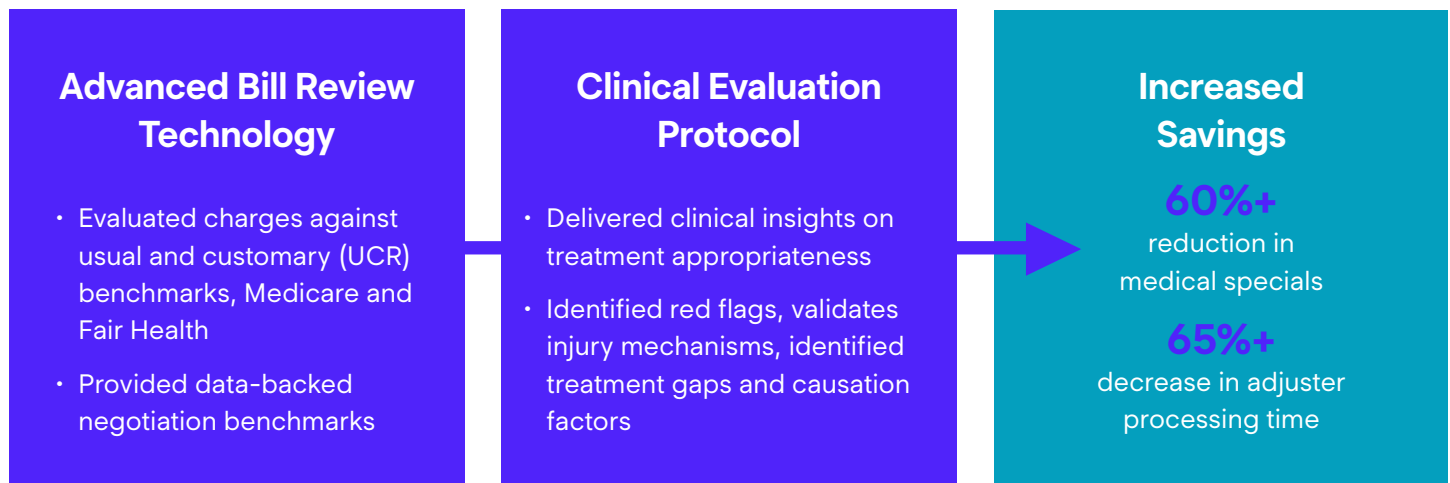 Advanced Bill Review
Technology
• Evaluated charges against
usual and customary (UCR)
benchmarks, Medicare and
Fair Health
• Provided data-backed
negotiation benchmarks
Clinical Evaluation
Protocol
• Delivered clinical insights on
treatment appropriateness
• Identified red flags, validates
injury mechanisms, identified
treatment gaps and causation
factors
Increased
Savings
60%+
reduction in
medical specials
65%+
decrease in adjuster
processing time